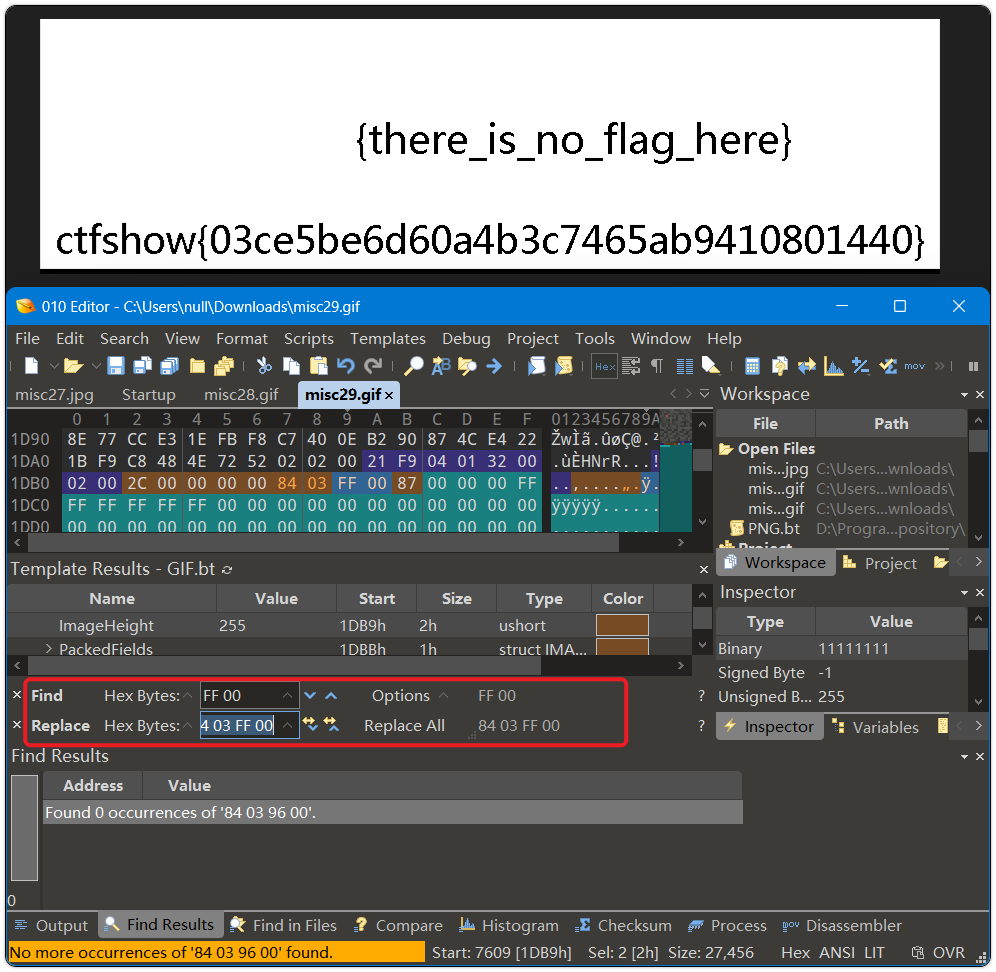 {there_is_no_flag_here}
ctfshow{03ce5be6d60a4b3c7465ab9410801440}
010 Editor - C:\Users\null\Downloads\misc29.gif
File Edit Search View Format Scripts Templates Debug Project Tools Window Help
Hex mov »
misc27.jpg Startup misc28.gif misc29.gif ×
0 1 2 3 4 5 6 7 8 9 A B C D E F 0123456789A
1D90 8E 77 CC E3 1E FB F8 C7 40 0E B2 90 87 4C E4 22 ŽwÌã.ûøÇ@.²
1DA0 1B F9 C8 48 4E 72 52 02 02 00 21 F9 04 01 32 00 .ùÈHNrR...!
1DB0 02 00 2C 00 00 00 00 84 03 FF 00 87 00 00 00 FF ..,....„.ÿ.
1DC0 FF FF FF FF FF 00 00 00 00 00 00 00 00 00 00 00 ÿÿÿÿÿ......
1DD0 00 00 00 00 00 00 00 00 00 00 00 00 00 00 00 00
Template Results - GIF.bt
Name Value Start Size Type Color
ImageHeight 255 1DB9h 2h ushort
> PackedFields 1DBBh 1h struct IMA...
Find Hex Bytes: FF 00 Options FF 00 ?
Replace Hex Bytes: 4 03 FF 00 Replace All 84 03 FF 00 ?
Find Results
Address Value
Found 0 occurrences of '84 03 96 00'.
0
Workspace
File Path
Open Files
mis...jpg C:\Users...wnloads\
mis...gif C:\Users...wnloads\
mis...gif C:\Users...wnloads\
PNG.bt D:\Progra...pository\
Project
Workspace Project
Inspector
Type Value
Binary 11111111
Signed Byte -1
Unsigned B... 255
Inspector Variables
Output Find Results Find in Files Compare Histogram Checksum Process mov Disassembler
No more occurrences of '84 03 96 00' found. Start: 7609 [1DB9h] Sel: 2 [2h] Size: 27,456 Hex ANSI LIT OVR